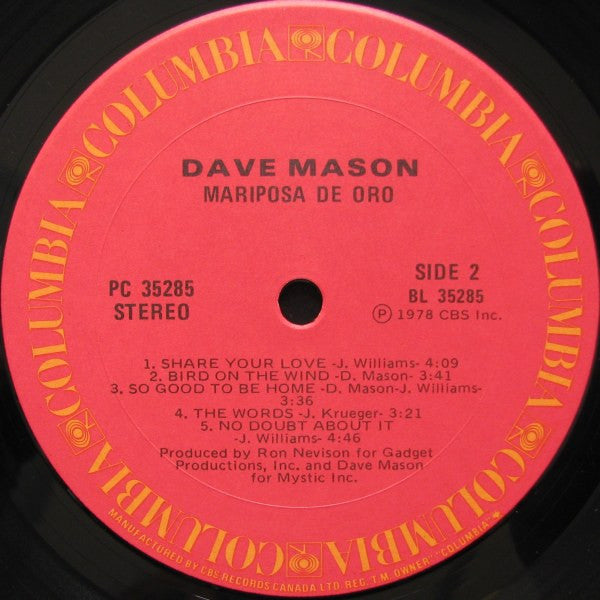 COLUMBIA COLUMBIA COLUMBIA COLUMBIA COLUMBIA COLUMBIA COLUMBIA COLUMBIA
DAVE MASON
MARIPOSA DE ORO
PC 35285
STEREO
SIDE 2
BL 35285
Ⓟ 1978 CBS Inc.
1. SHARE YOUR LOVE -J. Williams- 4:09
2. BIRD ON THE WIND -D. Mason- 3:41
3. SO GOOD TO BE HOME -D. Mason-J. Williams-
3:36
4. THE WORDS -J. Krueger- 3:21
5. NO DOUBT ABOUT IT
-J. Williams- 4:46
Produced by Ron Nevison for Gadget
Productions, Inc. and Dave Mason
for Mystic Inc.
MANUFACTURED BY CBS RECORDS CANADA LTD. REG. T.M. OWNER "COLUMBIA"